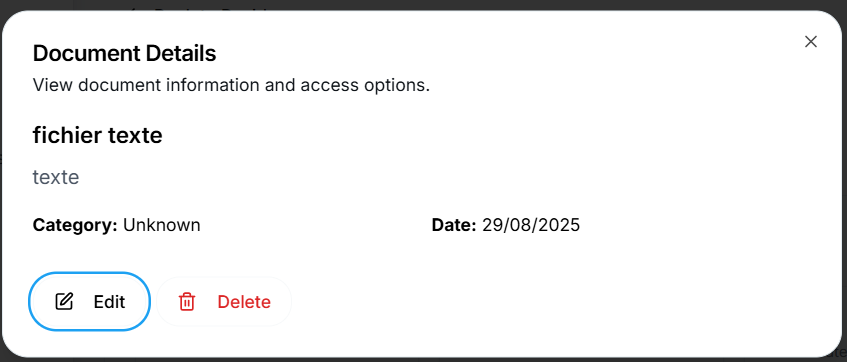 Document Details
View document information and access options.
fichier texte
texte
Category: Unknown Date: 29/08/2025
Edit Delete